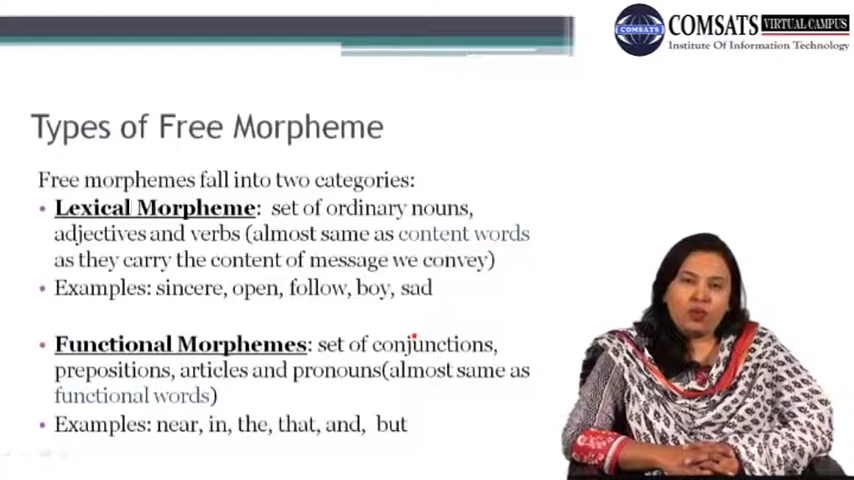 COMSATS VIRTUAL CAMPUS
COMSATS
Institute Of Information Technology
Types of Free Morpheme
Free morphemes fall into two categories:
• Lexical Morpheme: set of ordinary nouns,
adjectives and verbs (almost same as content words
as they carry the content of message we convey)
• Examples: sincere, open, follow, boy, sad
• Functional Morphemes: set of conjunctions,
prepositions, articles and pronouns(almost same as
functional words)
• Examples: near, in, the, that, and, but